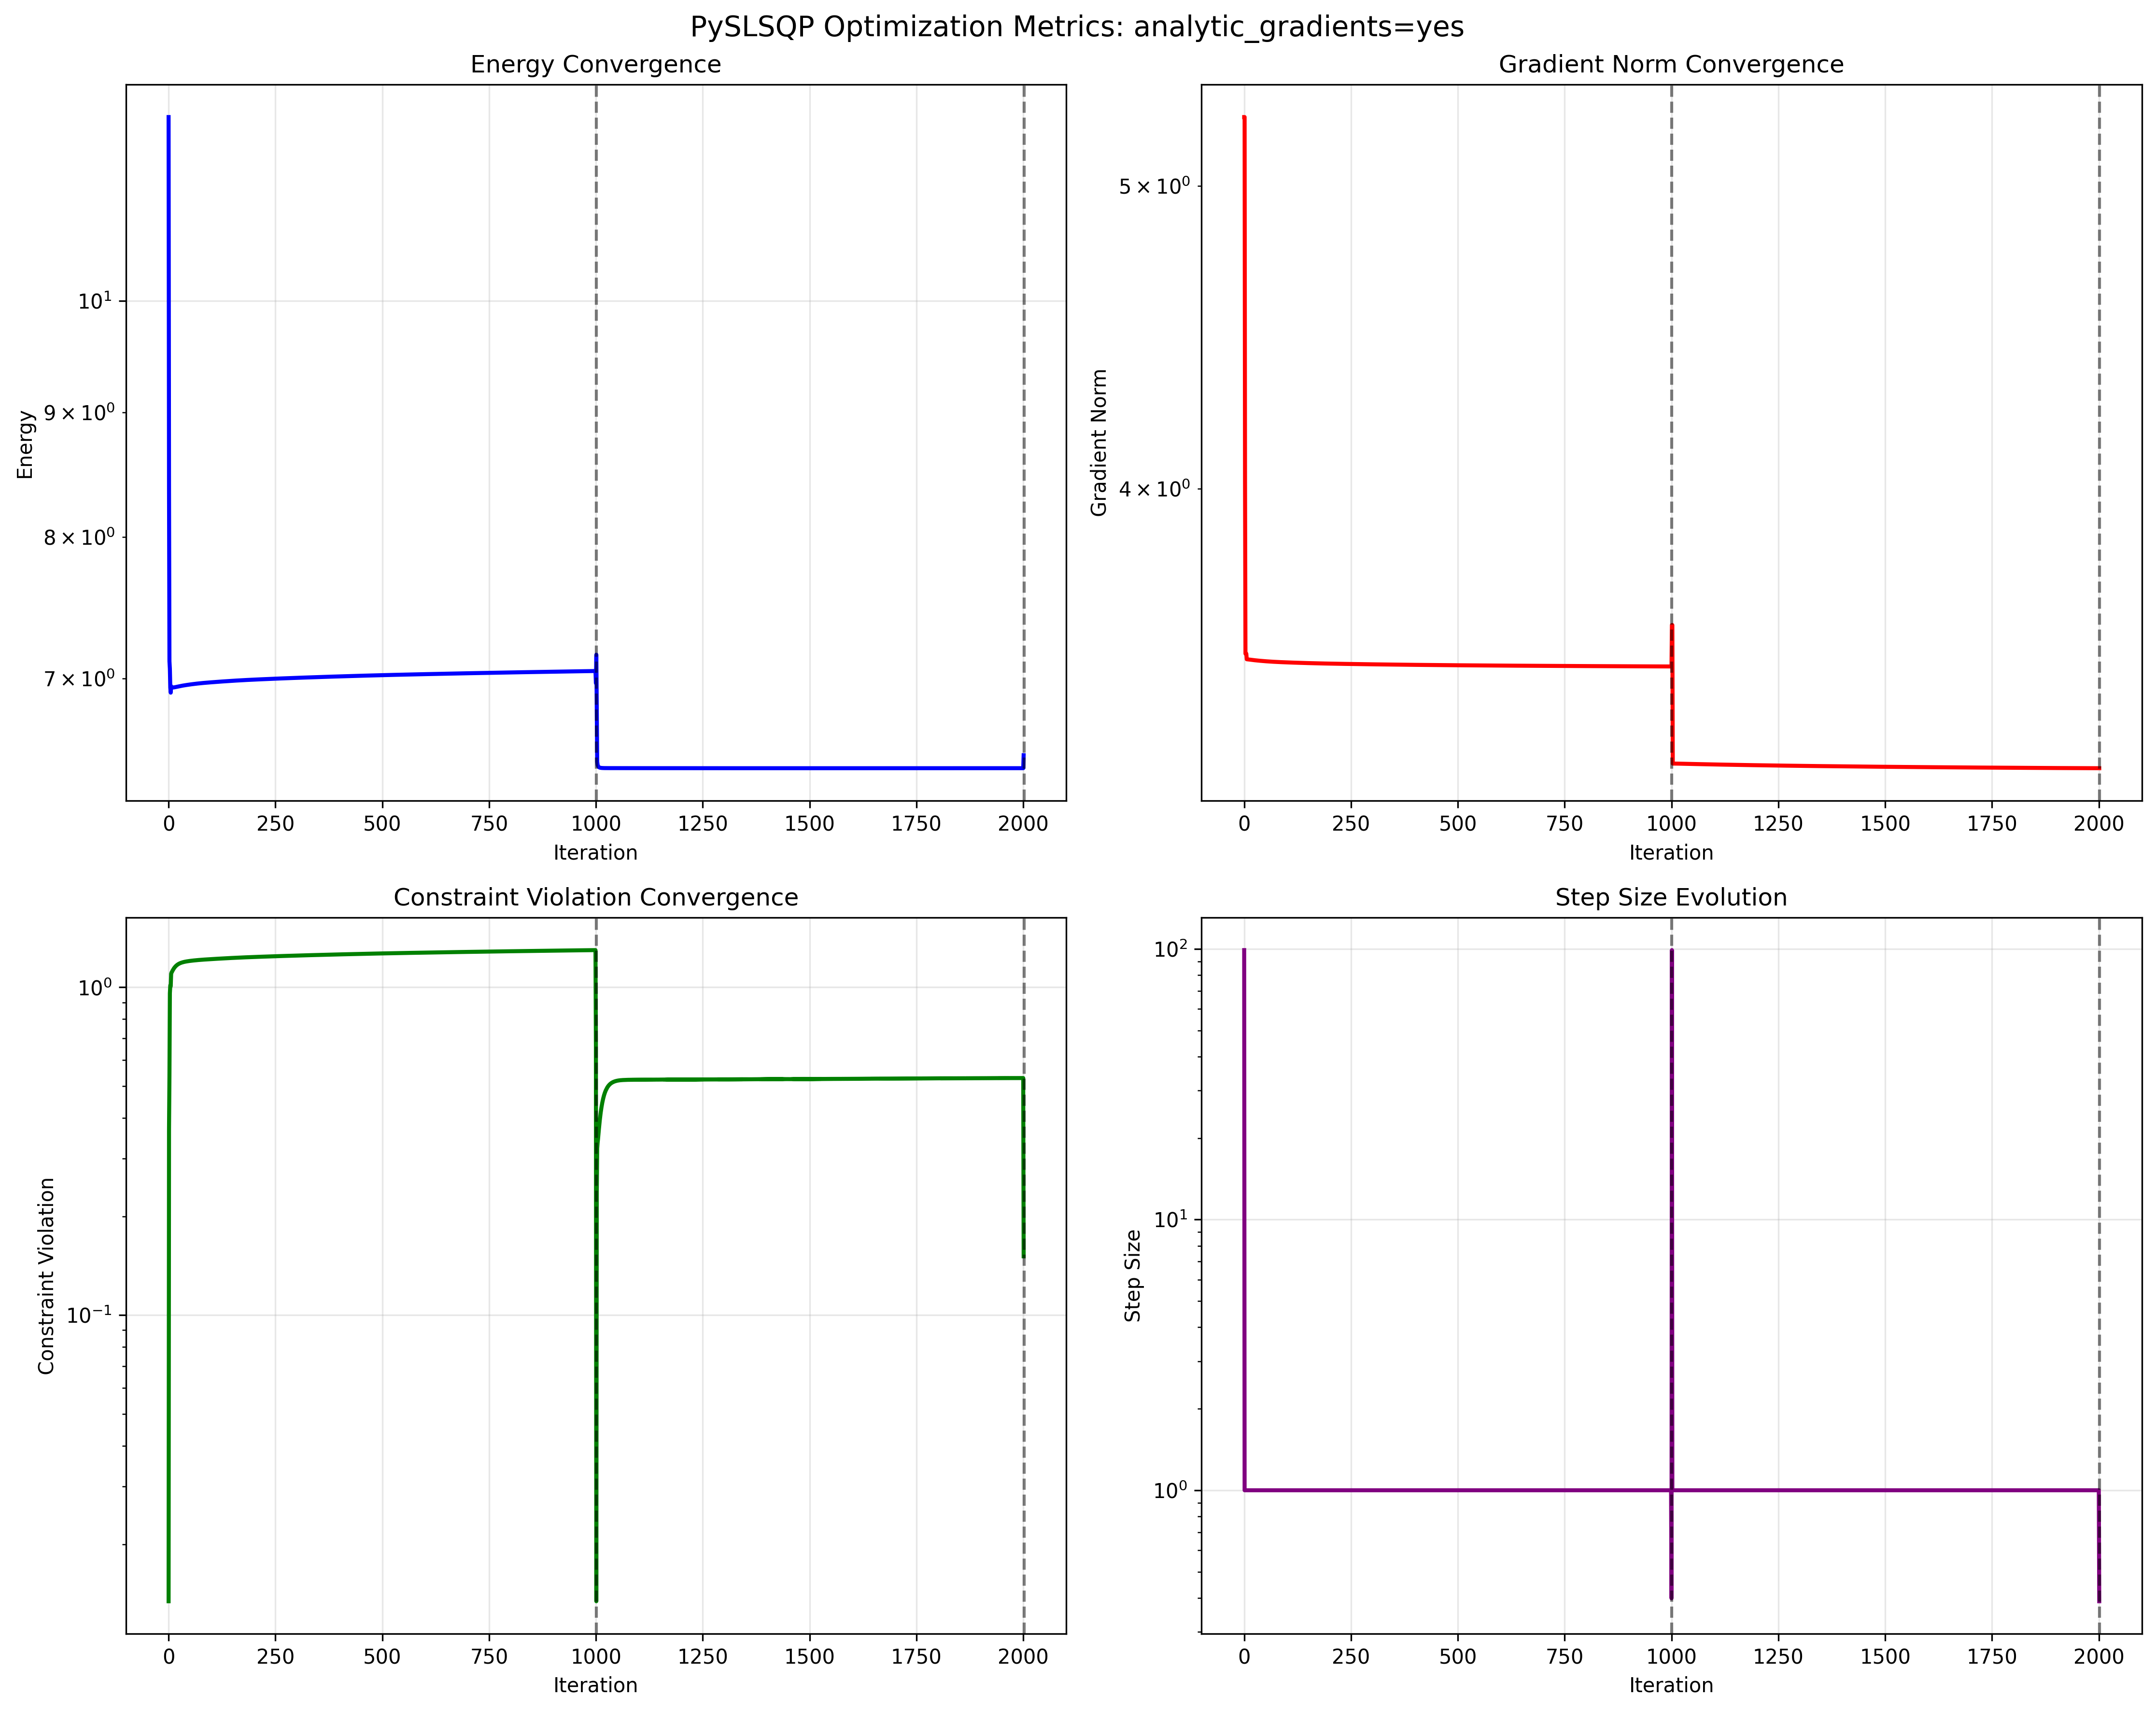 PySLSQP Optimization Metrics: analytic_gradients=yes
Energy Convergence
Energy
10¹
9 × 10⁰
8 × 10⁰
7 × 10⁰
0 250 500 750 1000 1250 1500 1750 2000
Iteration
Gradient Norm Convergence
Gradient Norm
5 × 10⁰
4 × 10⁰
0 250 500 750 1000 1250 1500 1750 2000
Iteration
Constraint Violation Convergence
Constraint Violation
10⁰
10⁻¹
0 250 500 750 1000 1250 1500 1750 2000
Iteration
Step Size Evolution
Step Size
10²
10¹
10⁰
0 250 500 750 1000 1250 1500 1750 2000
Iteration